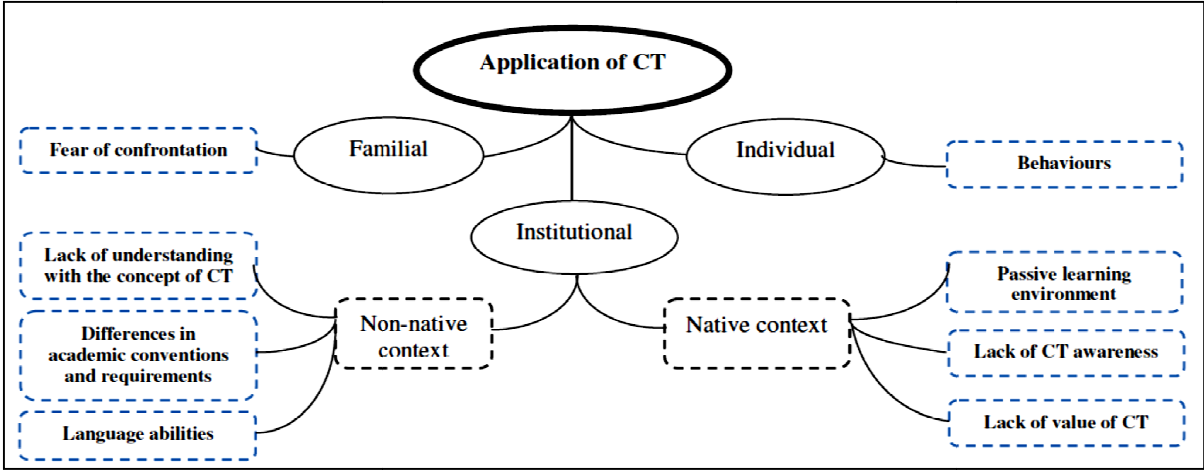 Application of CT
Familial
Individual
Fear of confrontation
Behaviours
Institutional
Lack of understanding
with the concept of CT
Passive learning
environment
Non-native
context
Native context
Differences in
academic conventions
and requirements
Lack of CT awareness
Language abilities
Lack of value of CT